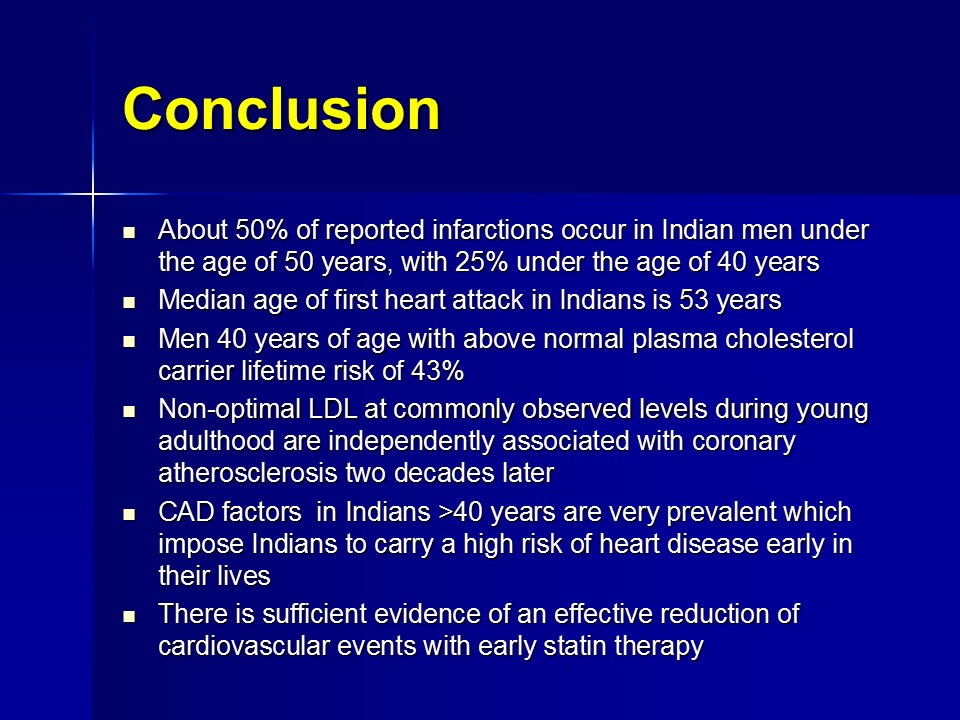 Conclusion
About 50% of reported infarctions occur in Indian men under
the age of 50 years, with 25% under the age of 40 years
Median age of first heart attack in Indians is 53 years
Men 40 years of age with above normal plasma cholesterol
carrier lifetime risk of 43%
Non-optimal LDL at commonly observed levels during young
adulthood are independently associated with coronary
atherosclerosis two decades later
CAD factors  in Indians >40 years are very prevalent which
impose Indians to carry a high risk of heart disease early in
their lives
There is sufficient evidence of an effective reduction of
cardiovascular events with early statin therapy